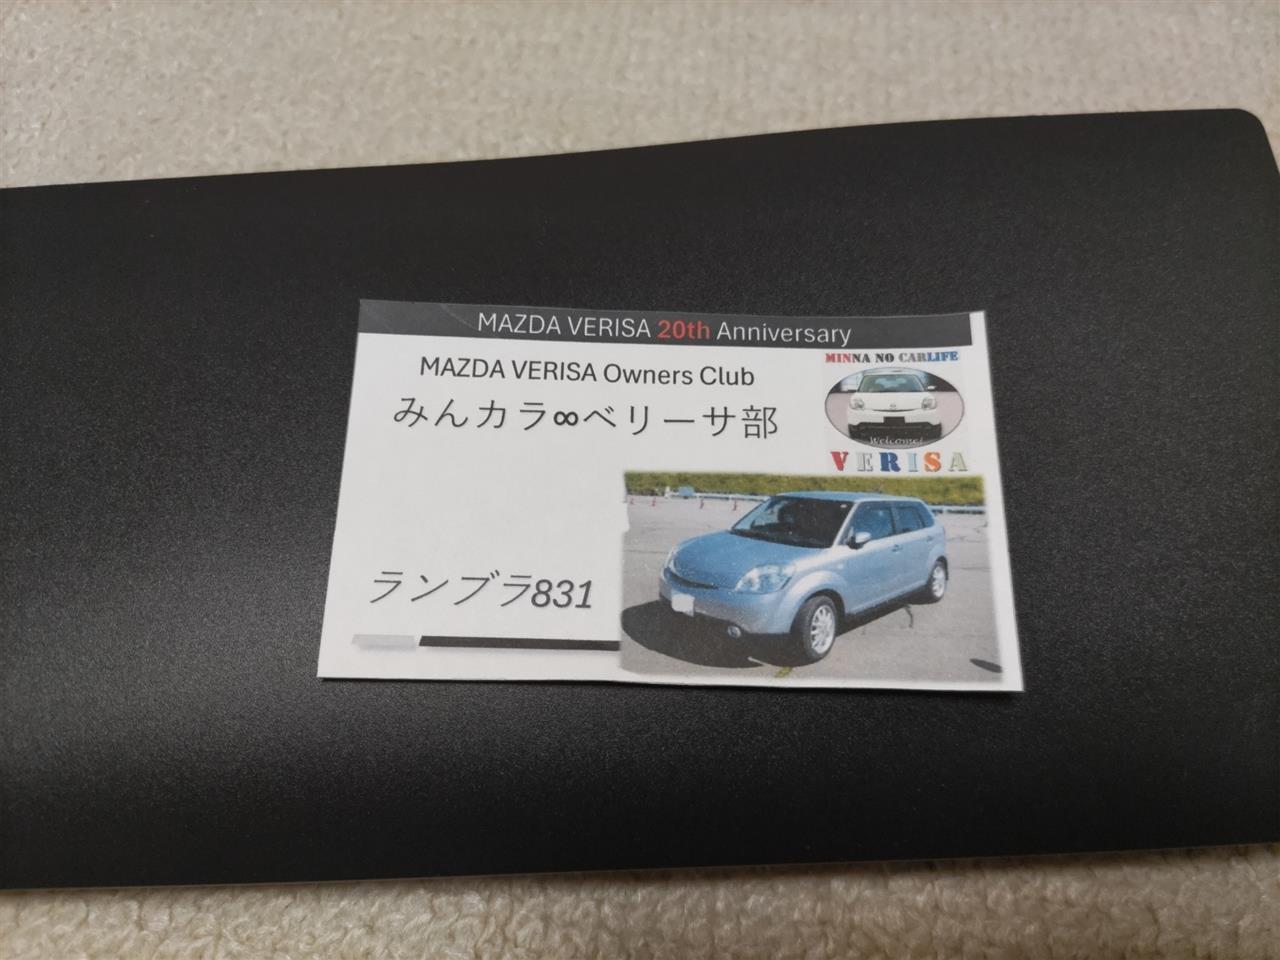 MAZDA VERISA 20th Anniversary
MAZDA VERISA Owners Club
みんカラ∞ベリーサ部
MINNA NO CARLIFE
Welcome!
VERISA
ランブラ831